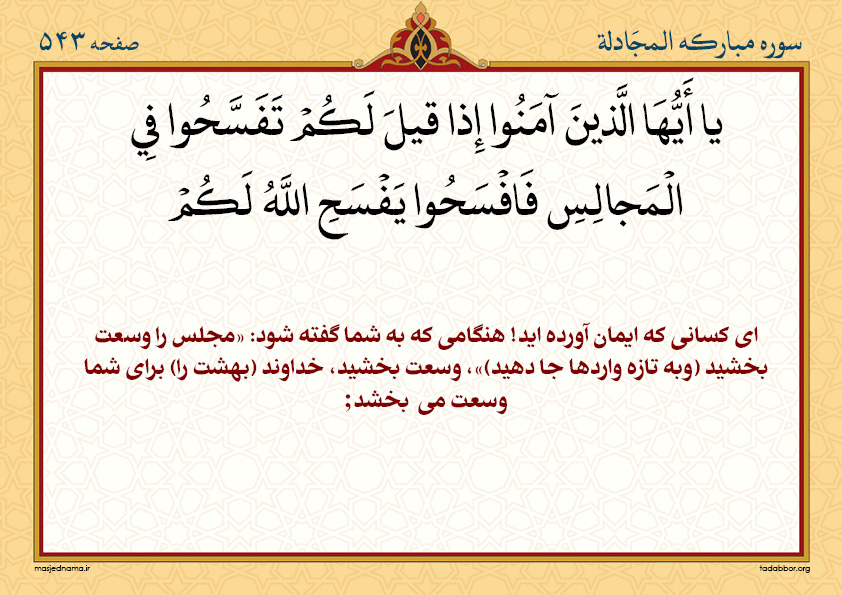 سوره مبارکه المجَادلة
صفحه ۵۴۳
يا أَيُّهَا الَّذينَ آمَنُوا إِذا قيلَ لَكُمْ تَفَسَّحُوا فِي
الْمَجالِسِ فَافْسَحُوا يَفْسَحِ اللَّهُ لَكُمْ
ای کسانی که ایمان آورده اید! هنگامی که به شما گفته شود: «مجلس را وسعت
بخشید (وبه تازه واردها جا دهید)»، وسعت بخشید، خداوند (بهشت را) برای شما
وسعت می بخشد;
masjednama.ir
tadabbor.org